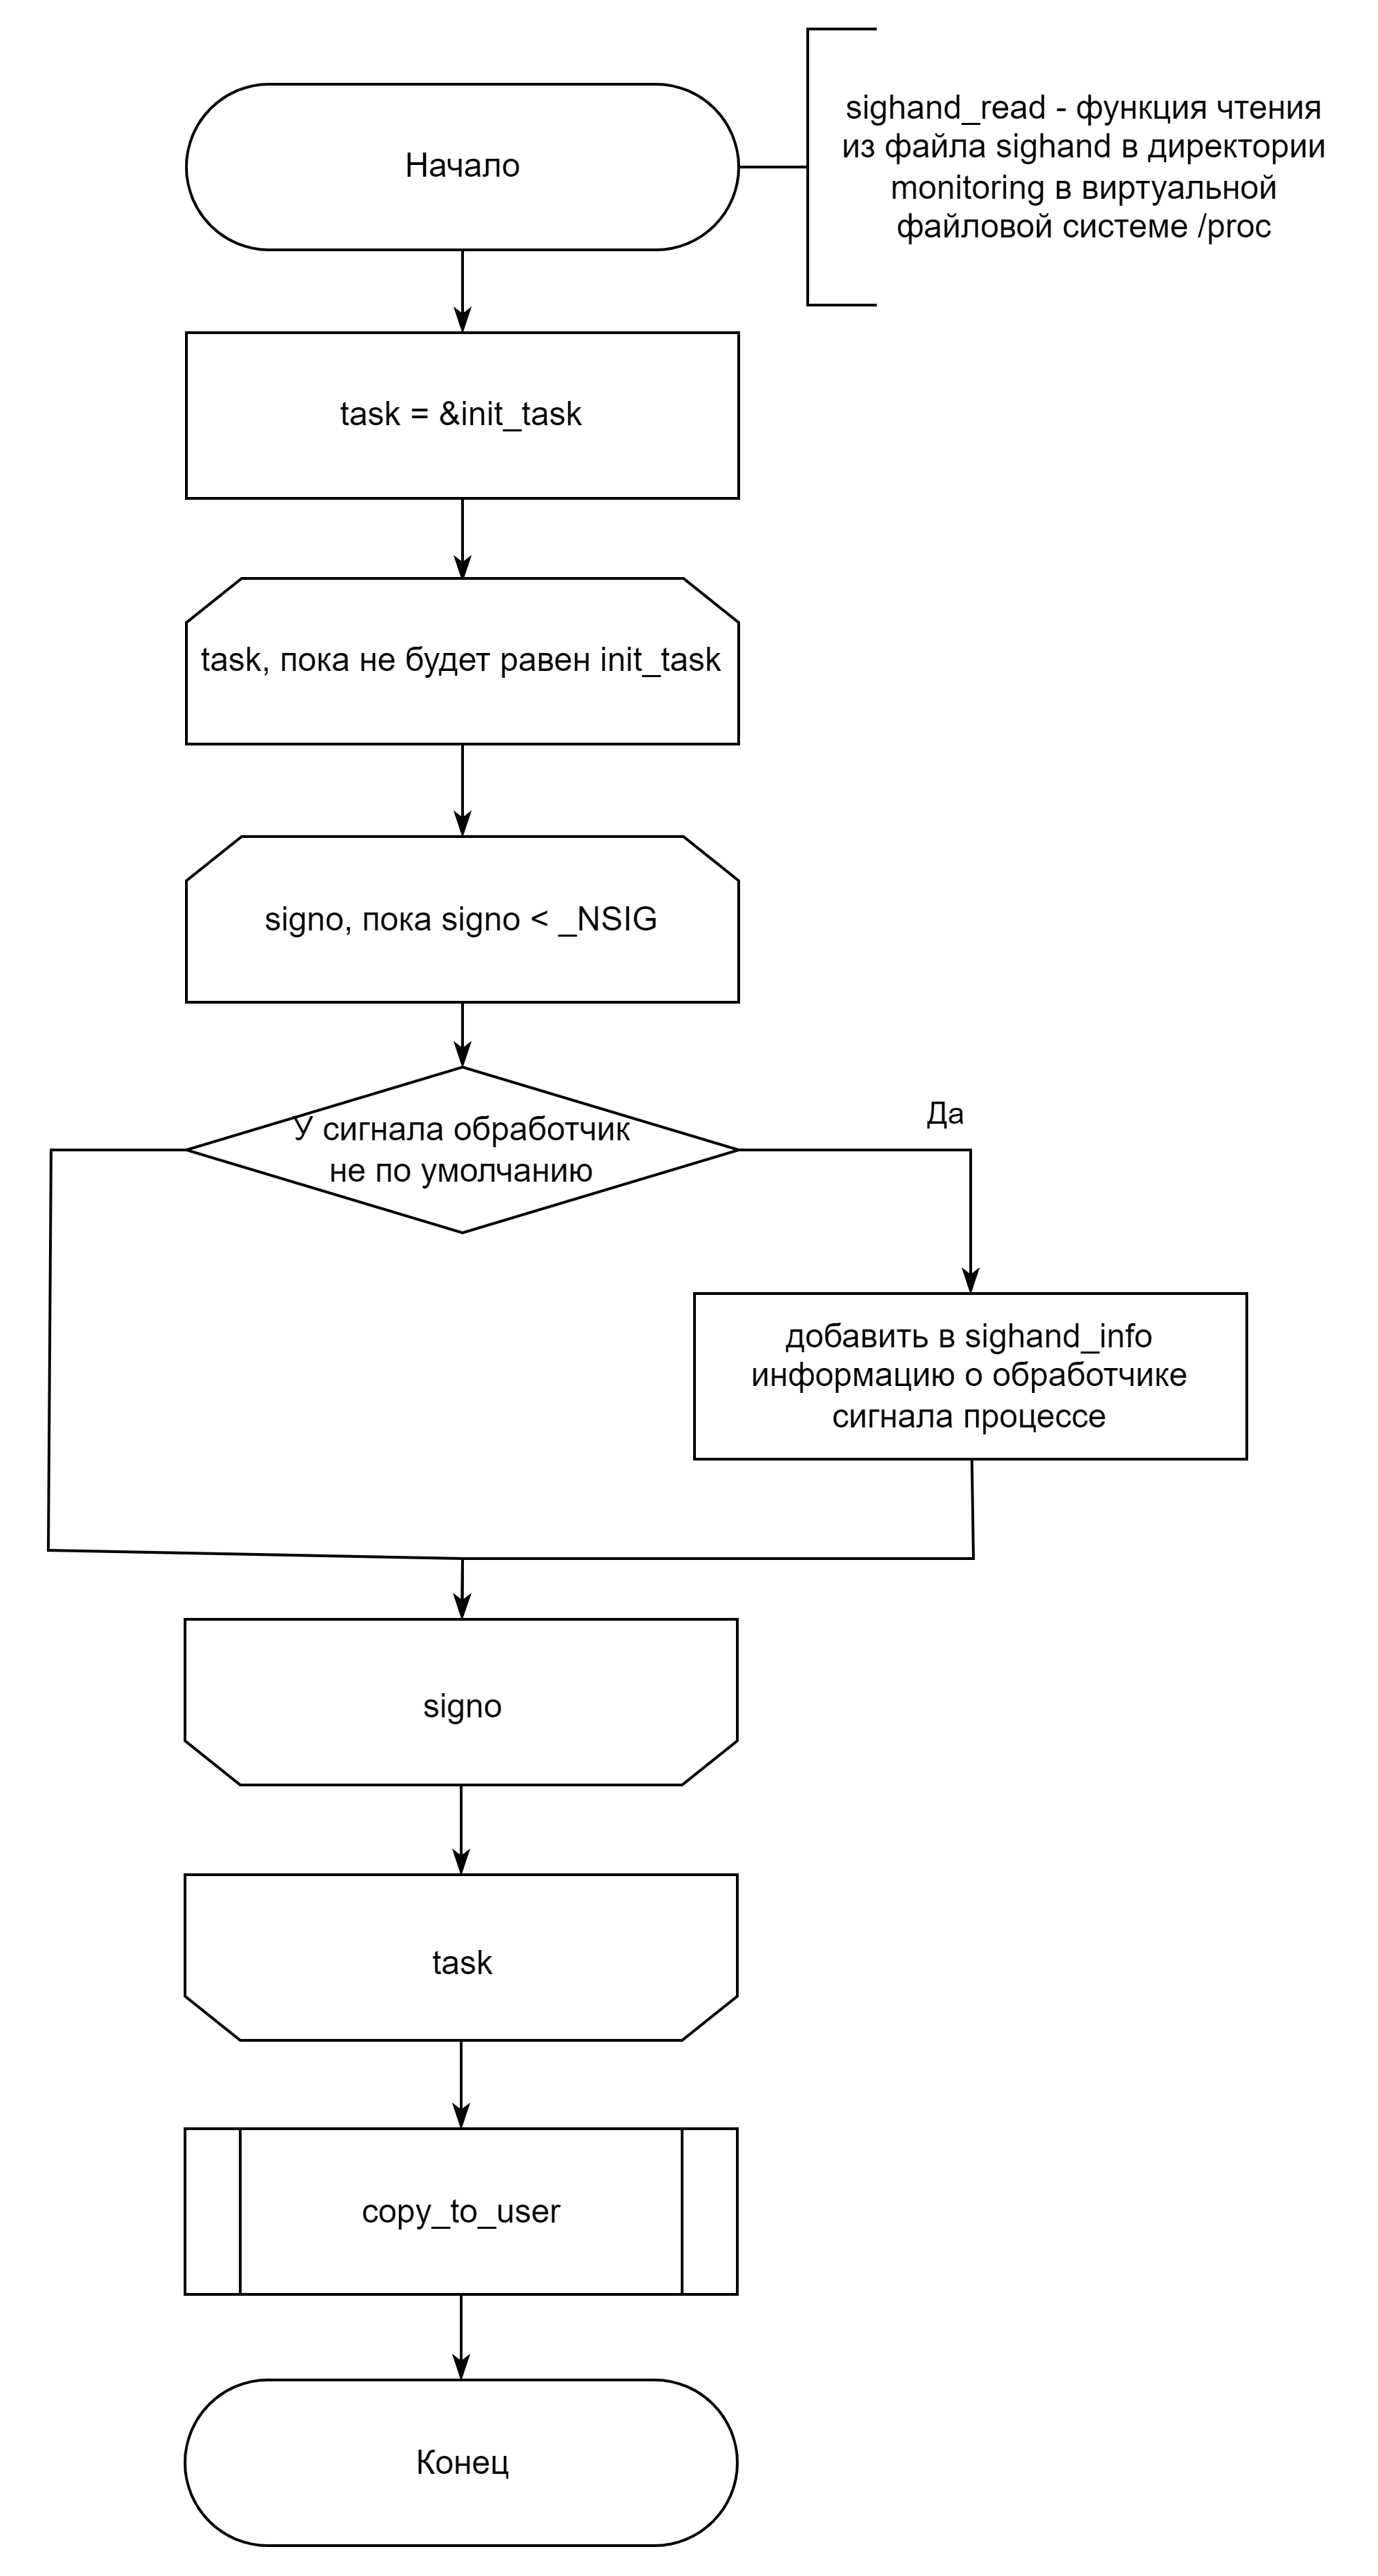 Начало
sighand_read - функция чтения
из файла sighand в директории
monitoring в виртуальной
файловой системе /proc
task = &init_task
task, пока не будет равен init_task
signo, пока signo < _NSIG
У сигнала обработчик
не по умолчанию
Да
добавить в sighand_info
информацию о обработчике
сигнала процессе
signo
task
copy_to_user
Конец